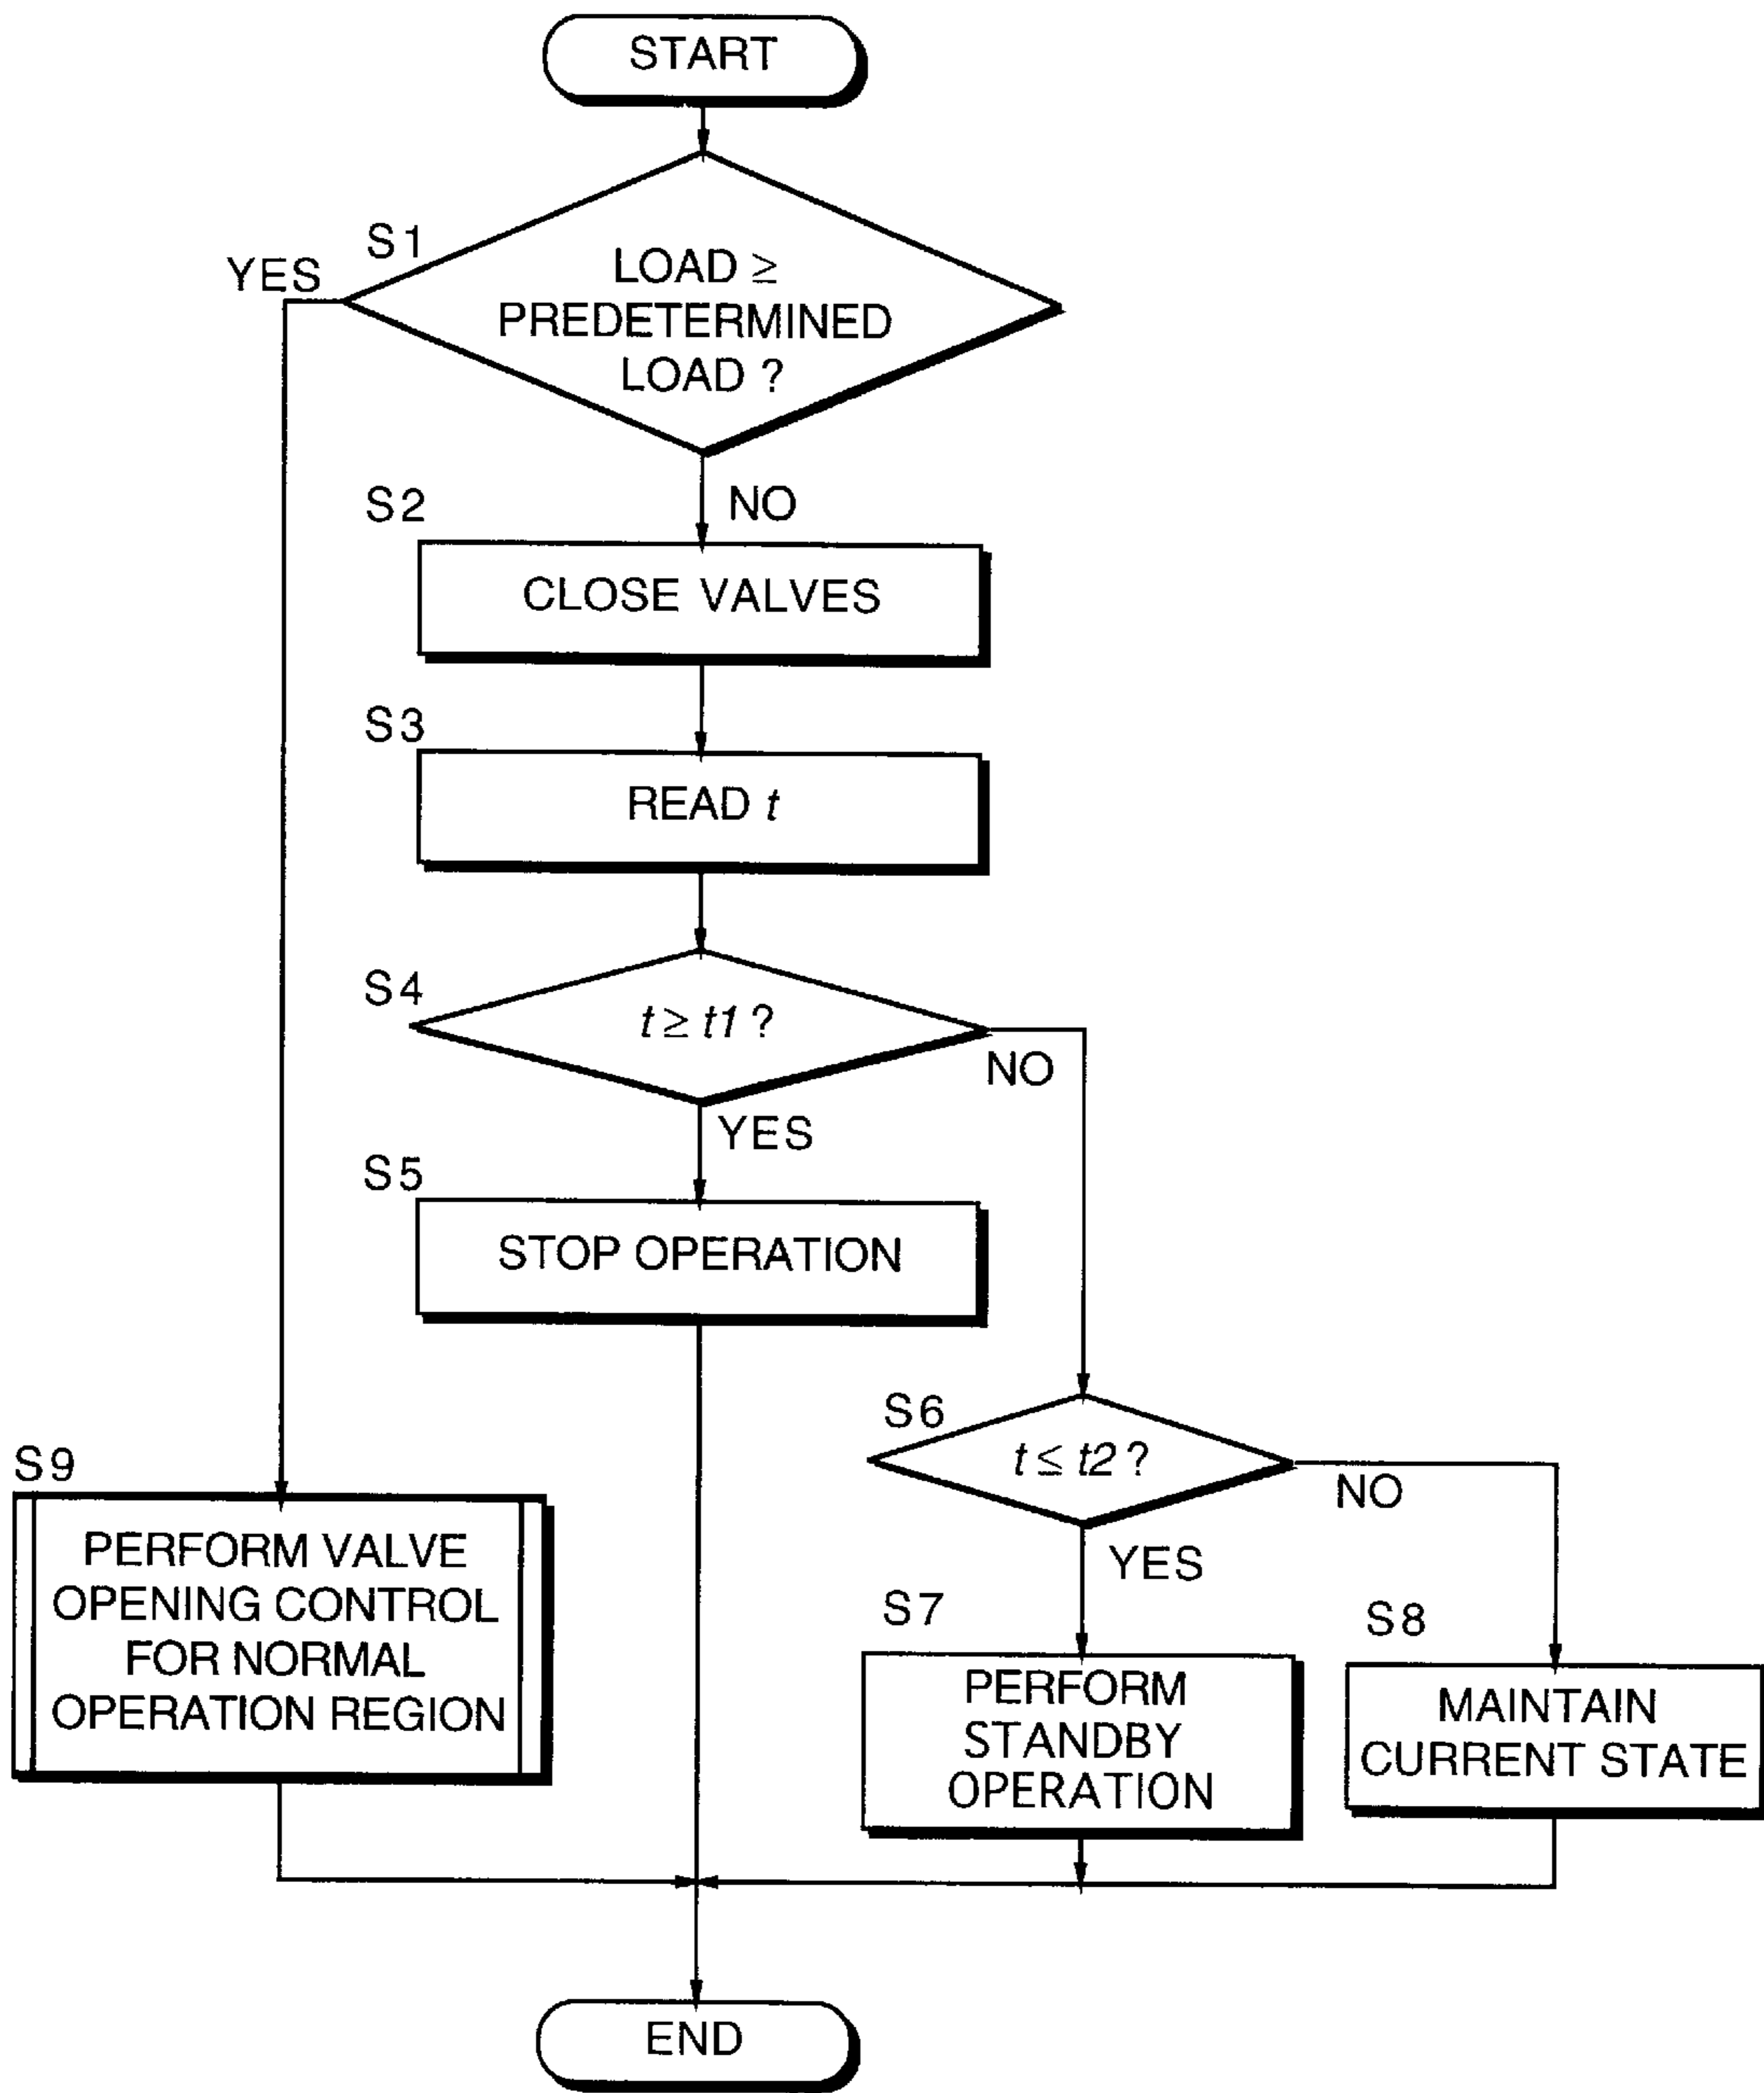 START
S1
YES
LOAD ≥
PREDETERMINED
LOAD ?
S2
NO
CLOSE VALVES
S3
READ t
S4
t ≥ t1 ?
NO
YES
S5
STOP OPERATION
S6
t ≤ t2 ?
NO
YES
S9
PERFORM VALVE
OPENING CONTROL
FOR NORMAL
OPERATION REGION
S7
PERFORM
STANDBY
OPERATION
S8
MAINTAIN
CURRENT STATE
END